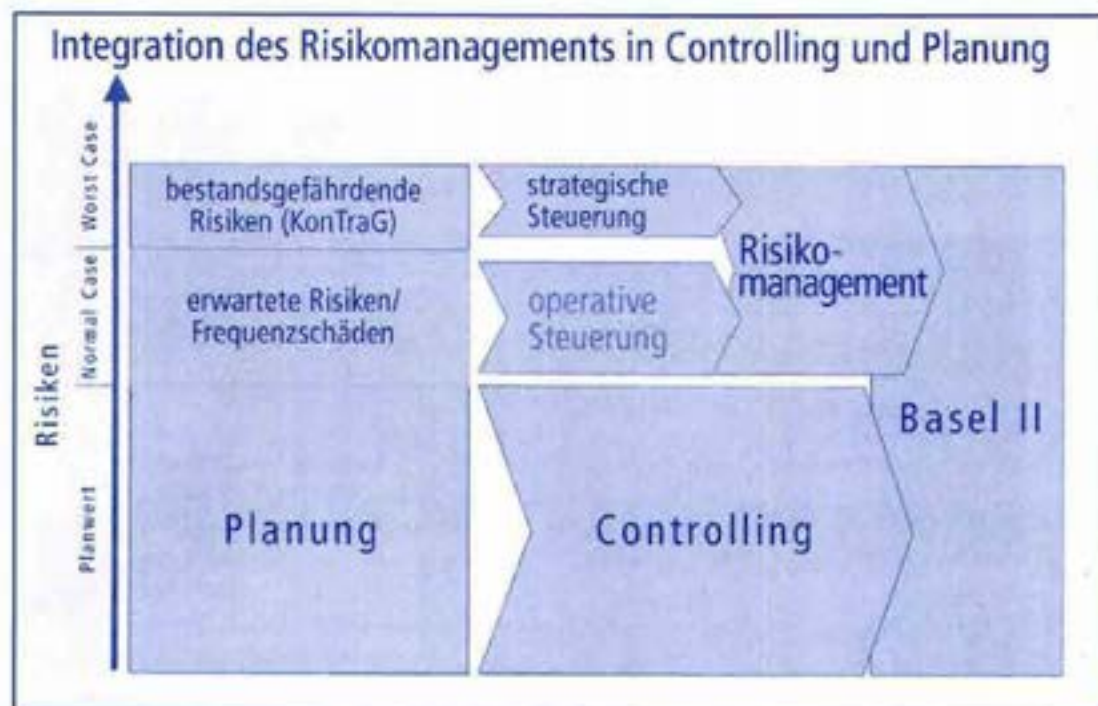 Integration des Risikomanagements in Controlling und Planung
Risiken
Worst Case
Normal Case
Planwert
bestandsgefährdende
Risiken (KonTraG)
strategische
Steuerung
erwartete Risiken/
Frequenzschäden
operative
Steuerung
Risiko-
management
Planung
Controlling
Basel II